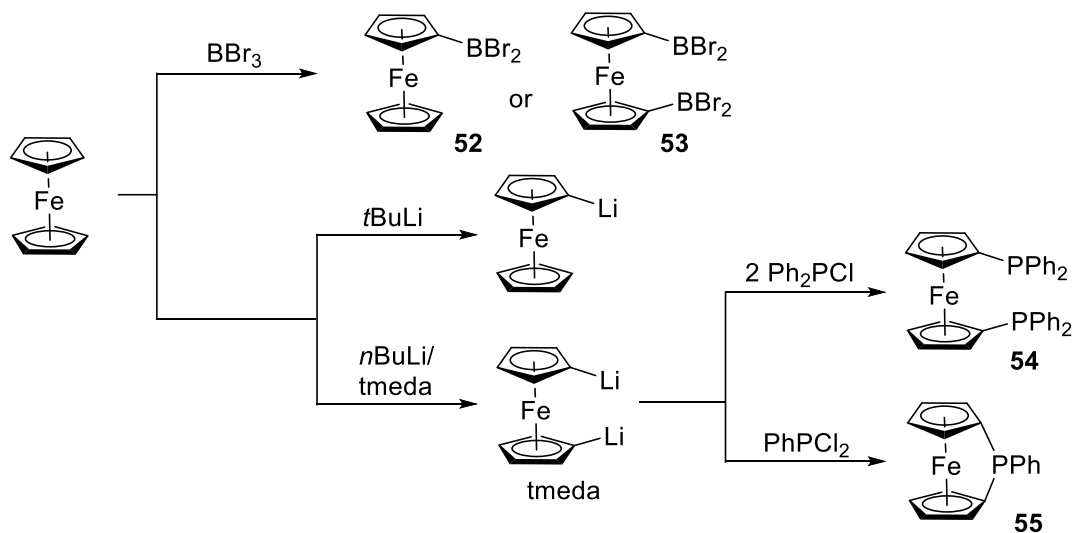 BBr3
Fe
BBr2
52
or
Fe
BBr2
BBr2
53
Fe
tBuLi
Fe
Li
nBuLi/
tmeda
Fe
Li
Li
tmeda
2 Ph2PCl
Fe
PPh2
PPh2
54
PhPCl2
Fe
PPh
55